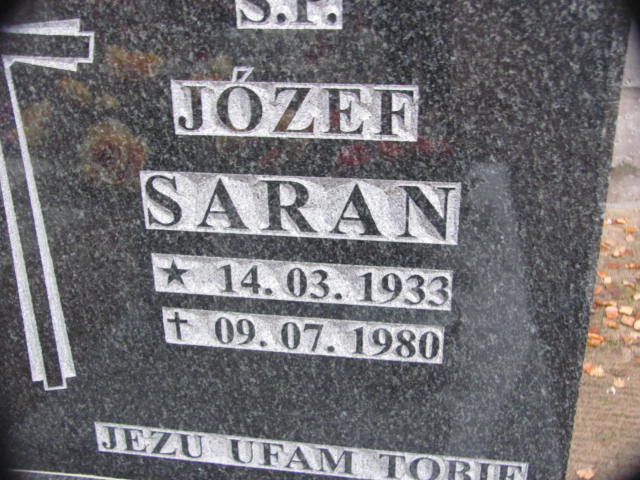 Ś.P.
JÓZEF
SARAN
★ 14.03.1933
✝ 09.07.1980
JEZU UFAM TOBIE